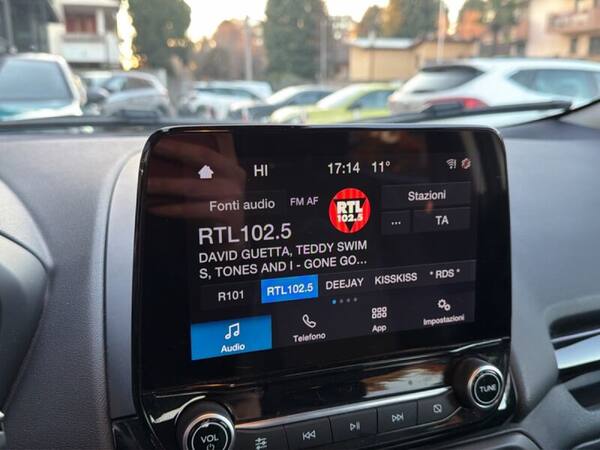 HI 17:14 11°
Fonti audio FM AF RTL 102.5 Stazioni
... TA
RTL102.5
DAVID GUETTA, TEDDY SWIM
S, TONES AND I - GONE GO...
R101 RTL102.5 DEEJAY KISSKISS * RDS *
Audio Telefono App Impostazioni
VOL TUNE